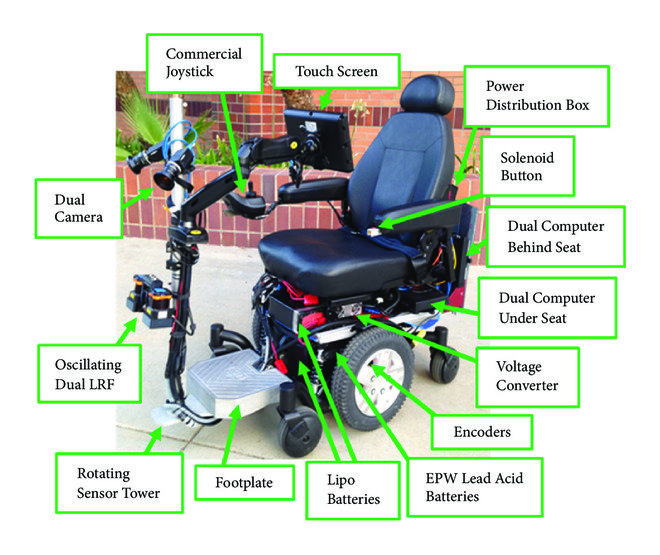 Commercial
Joystick
Touch Screen
Power
Distribution Box
Solenoid
Button
Dual
Camera
Dual Computer
Behind Seat
Dual Computer
Under Seat
Oscillating
Dual LRF
Voltage
Converter
Encoders
Rotating
Sensor Tower
Footplate
Lipo
Batteries
EPW Lead Acid
Batteries